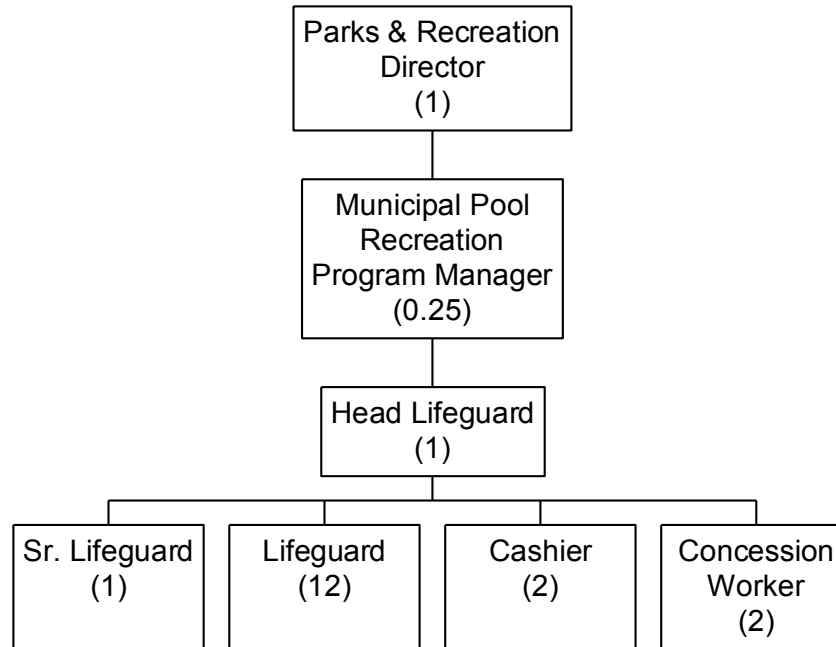 Parks & Recreation
Director
(1)
Municipal Pool
Recreation
Program Manager
(0.25)
Head Lifeguard
(1)
Sr. Lifeguard
(1)
Lifeguard
(12)
Cashier
(2)
Concession
Worker
(2)